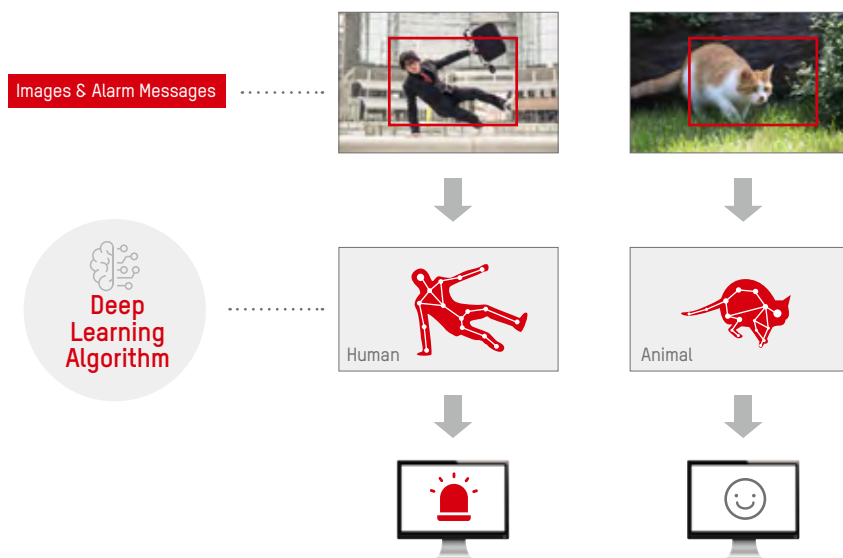 Images & Alarm Messages
Deep
Learning
Algorithm
Human
Animal